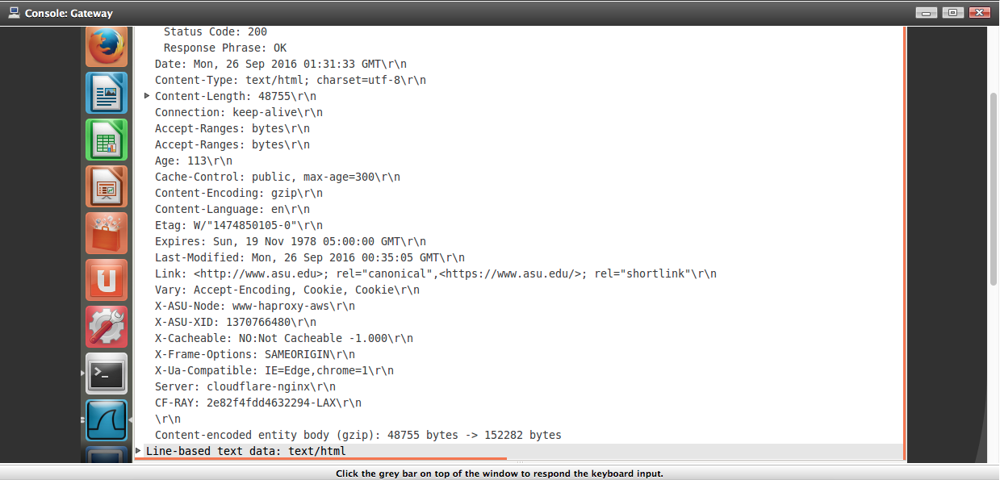 Console: Gateway
Status Code: 200
Response Phrase: OK
Date: Mon, 26 Sep 2016 01:31:33 GMT\r\n
Content-Type: text/html; charset=utf-8\r\n
Content-Length: 48755\r\n
Connection: keep-alive\r\n
Accept-Ranges: bytes\r\n
Accept-Ranges: bytes\r\n
Age: 113\r\n
Cache-Control: public, max-age=300\r\n
Content-Encoding: gzip\r\n
Content-Language: en\r\n
Etag: W/"1474850105-0"\r\n
Expires: Sun, 19 Nov 1978 05:00:00 GMT\r\n
Last-Modified: Mon, 26 Sep 2016 00:35:05 GMT\r\n
Link: <http://www.asu.edu>; rel="canonical",<https://www.asu.edu/>; rel="shortlink"\r\n
Vary: Accept-Encoding, Cookie, Cookie\r\n
X-ASU-Node: www-haproxy-aws\r\n
X-ASU-XID: 1370766480\r\n
X-Cacheable: NO:Not Cacheable -1.000\r\n
X-Frame-Options: SAMEORIGIN\r\n
X-Ua-Compatible: IE=Edge,chrome=1\r\n
Server: cloudflare-nginx\r\n
CF-RAY: 2e82f4fdd4632294-LAX\r\n
\r\n
Content-encoded entity body (gzip): 48755 bytes -> 152282 bytes
Line-based text data: text/html
Click the grey bar on top of the window to respond the keyboard input.